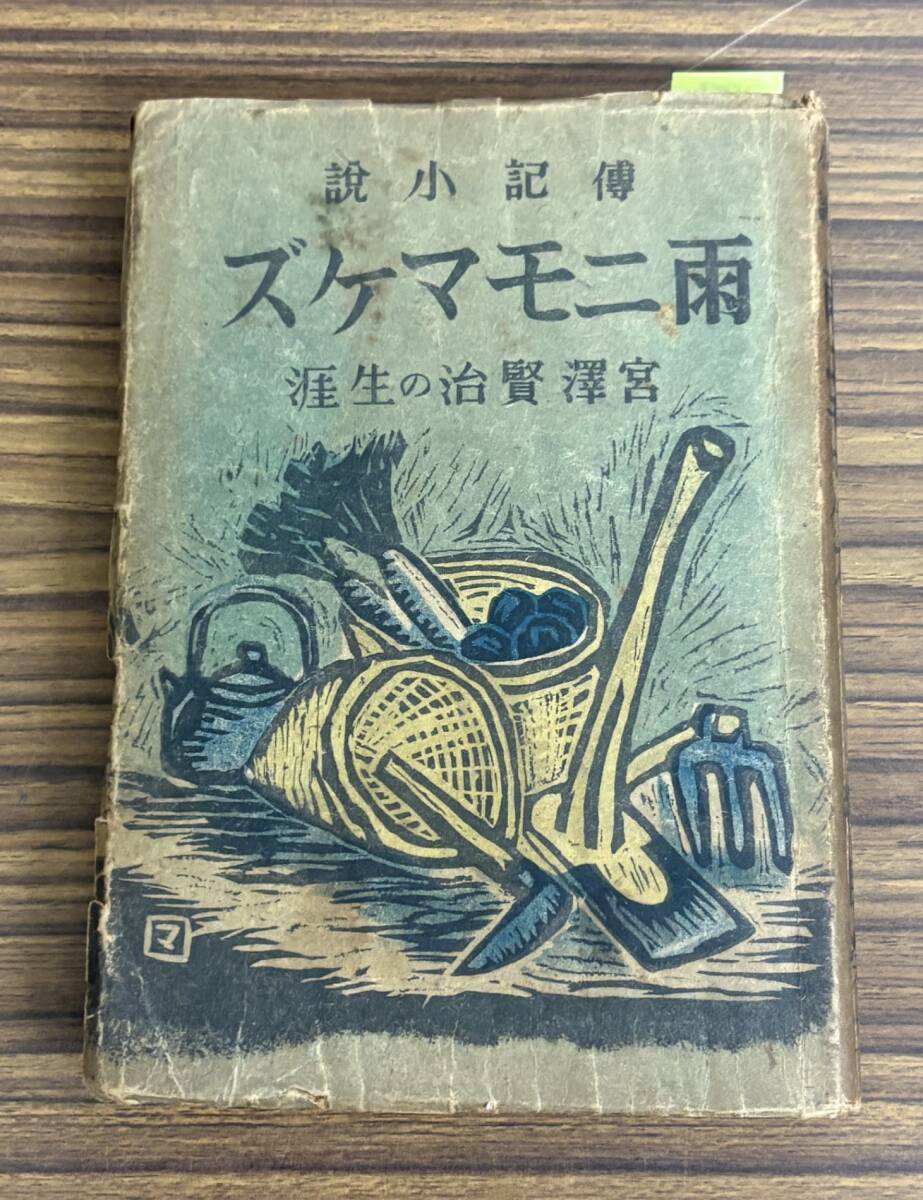 傳記小說
雨ニモマケズ
宮澤賢治の生涯
マ